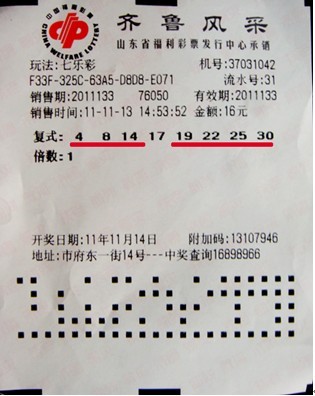 中国福利彩票
CHINA WELFARE LOTTERY
齐鲁风采
山东省福利彩票发行中心承销
玩法:七乐彩 机号:37031042
F33F-325C-63A5-D8D8-E071 流水号:31
销售期:2011133 76050 有效期:2011133
销售时间:11-11-13 14:53:52 金额:16元
复式: 4 8 14 17 19 22 25 30
倍数:1
开奖日期:11年11月14日 附加码:13107946
地址:市府东一街14号---中奖查询16898966